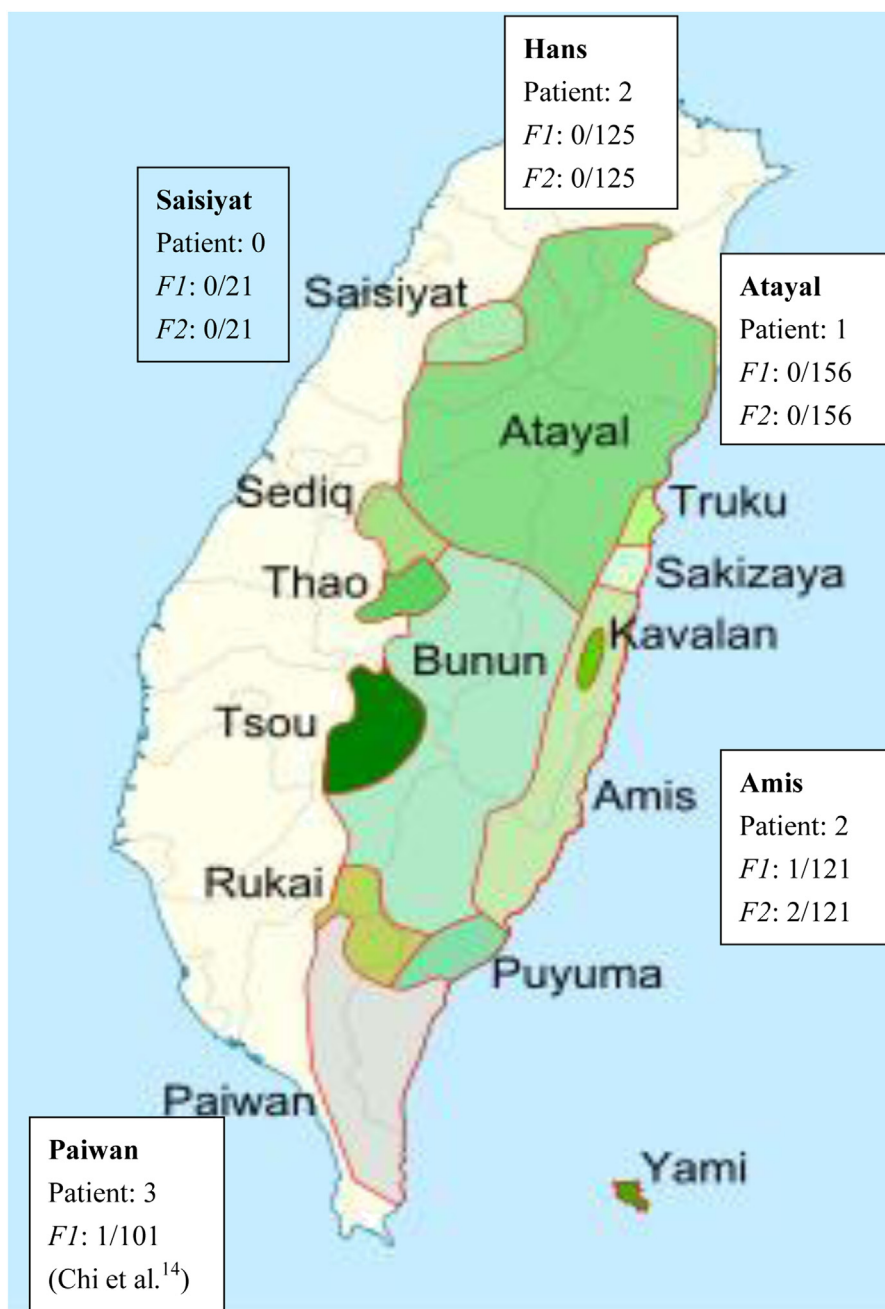 Hans
Patient: 2
F1: 0/125
F2: 0/125
Saisiyat
Patient: 0
F1: 0/21
F2: 0/21
Saisiyat
Atayal
Patient: 1
F1: 0/156
F2: 0/156
Atayal
Sediq
Truku
Thao
Sakizaya
Kavalan
Bunun
Tsou
Amis
Amis
Patient: 2
F1: 1/121
F2: 2/121
Rukai
Puyuma
Paiwan
Paiwan
Patient: 3
F1: 1/101
(Chi et al.¹⁴)
Yami